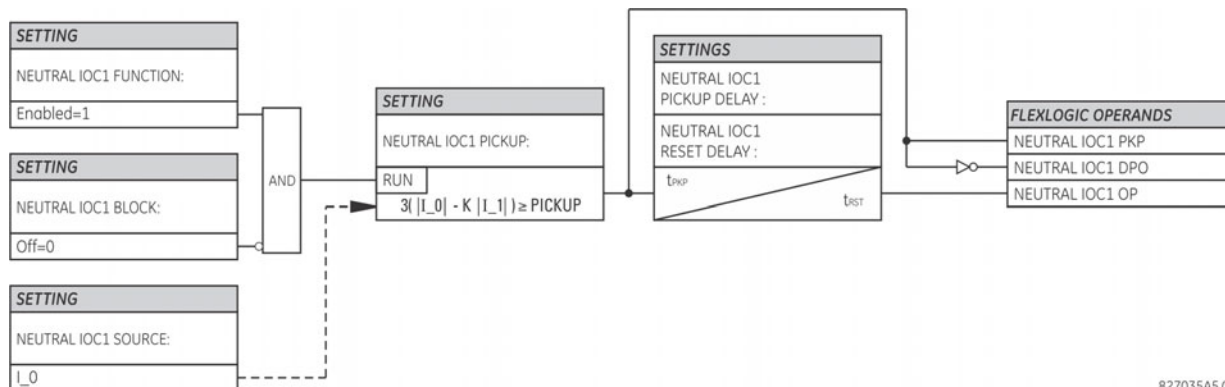 SETTING
NEUTRAL IOC1 FUNCTION:
Enabled=1
SETTING
NEUTRAL IOC1 BLOCK:
Off=0
SETTING
NEUTRAL IOC1 SOURCE:
I_0
AND
SETTING
NEUTRAL IOC1 PICKUP:
RUN
3( |I_0| - K |I_1| ) ≥ PICKUP
SETTINGS
NEUTRAL IOC1
PICKUP DELAY :
NEUTRAL IOC1
RESET DELAY :
tPKP
tRST
FLEXLOGIC OPERANDS
NEUTRAL IOC1 PKP
NEUTRAL IOC1 DPO
NEUTRAL IOC1 OP